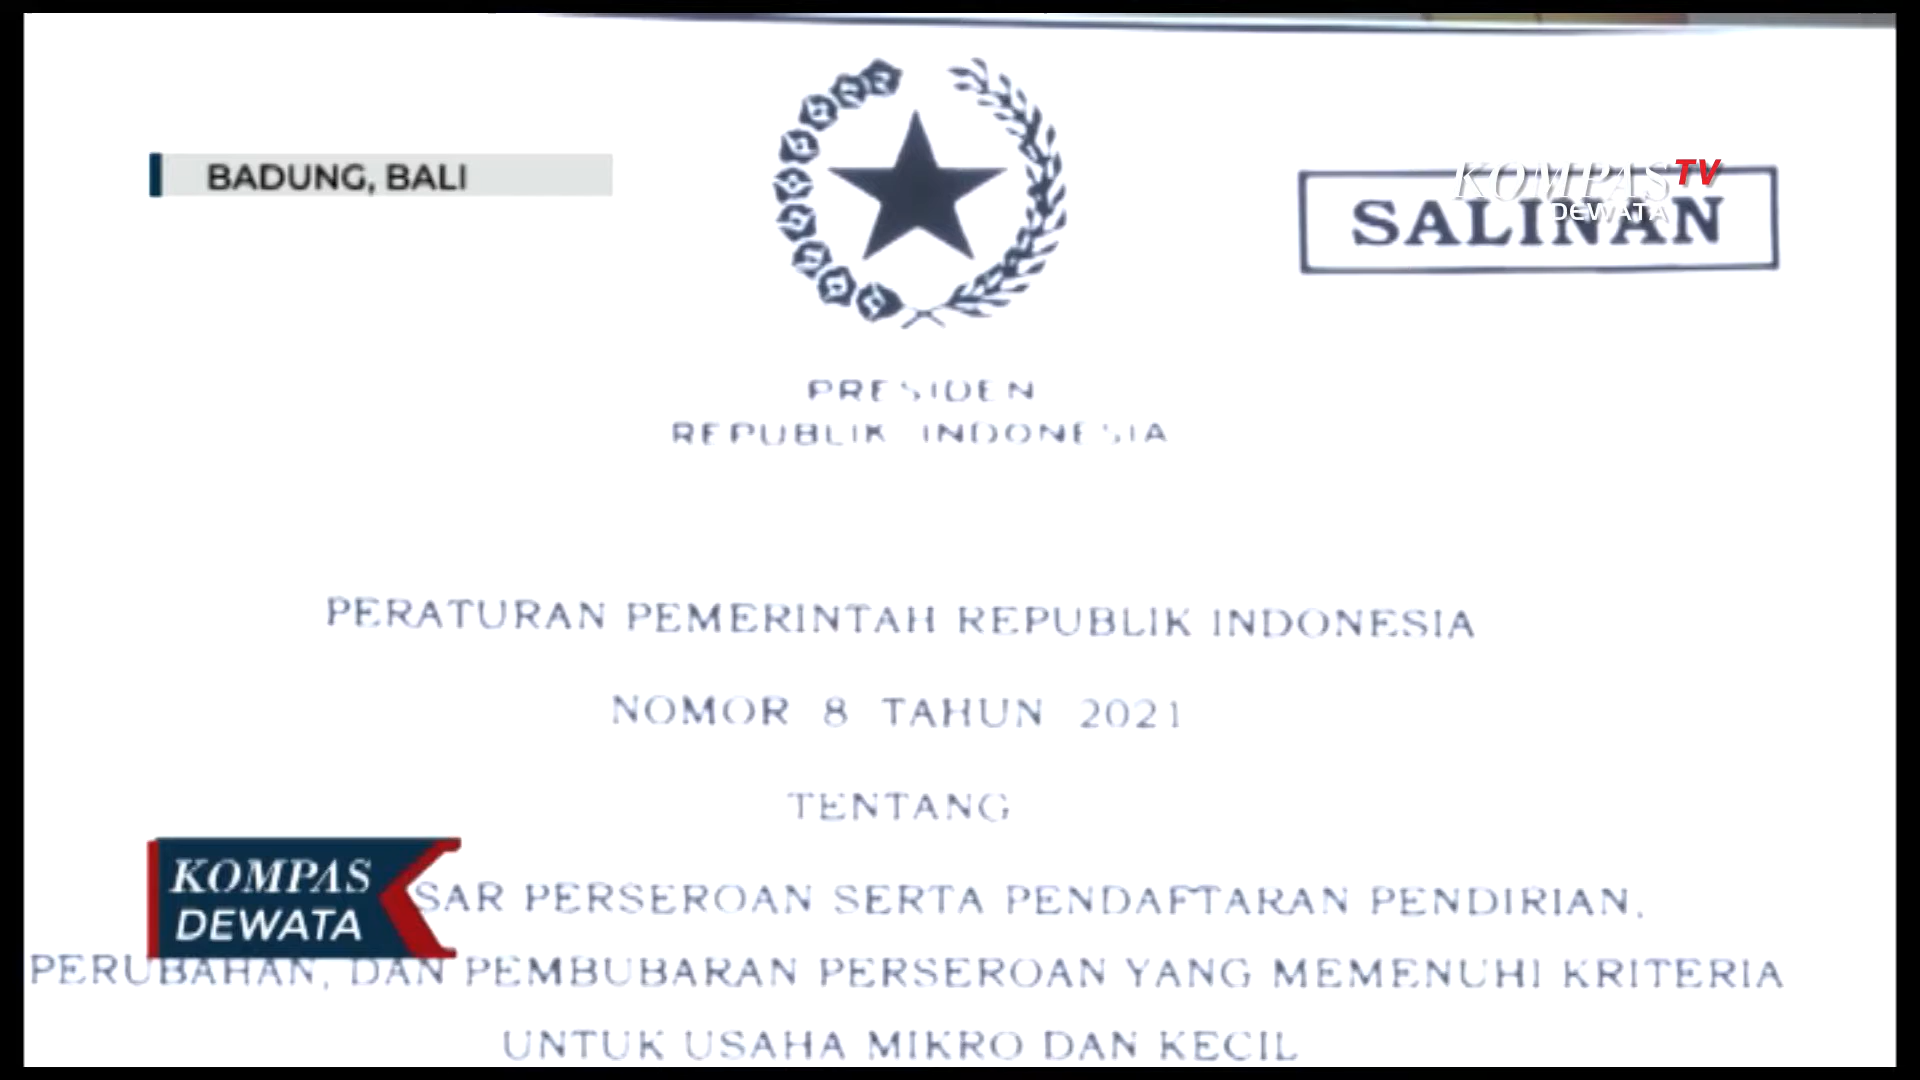 BADUNG, BALI
KOMPAS TV
DEWATA
SALINAN
PRESIDEN
REPUBLIK INDONESIA
PERATURAN PEMERINTAH REPUBLIK INDONESIA
NOMOR 8 TAHUN 2021
TENTANG
SAR PERSEROAN SERTA PENDAFTARAN PENDIRIAN,
KOMPAS
DEWATA
PERUBAHAN, DAN PEMBUBARAN PERSEROAN YANG MEMENUHI KRITERIA
UNTUK USAHA MIKRO DAN KECIL